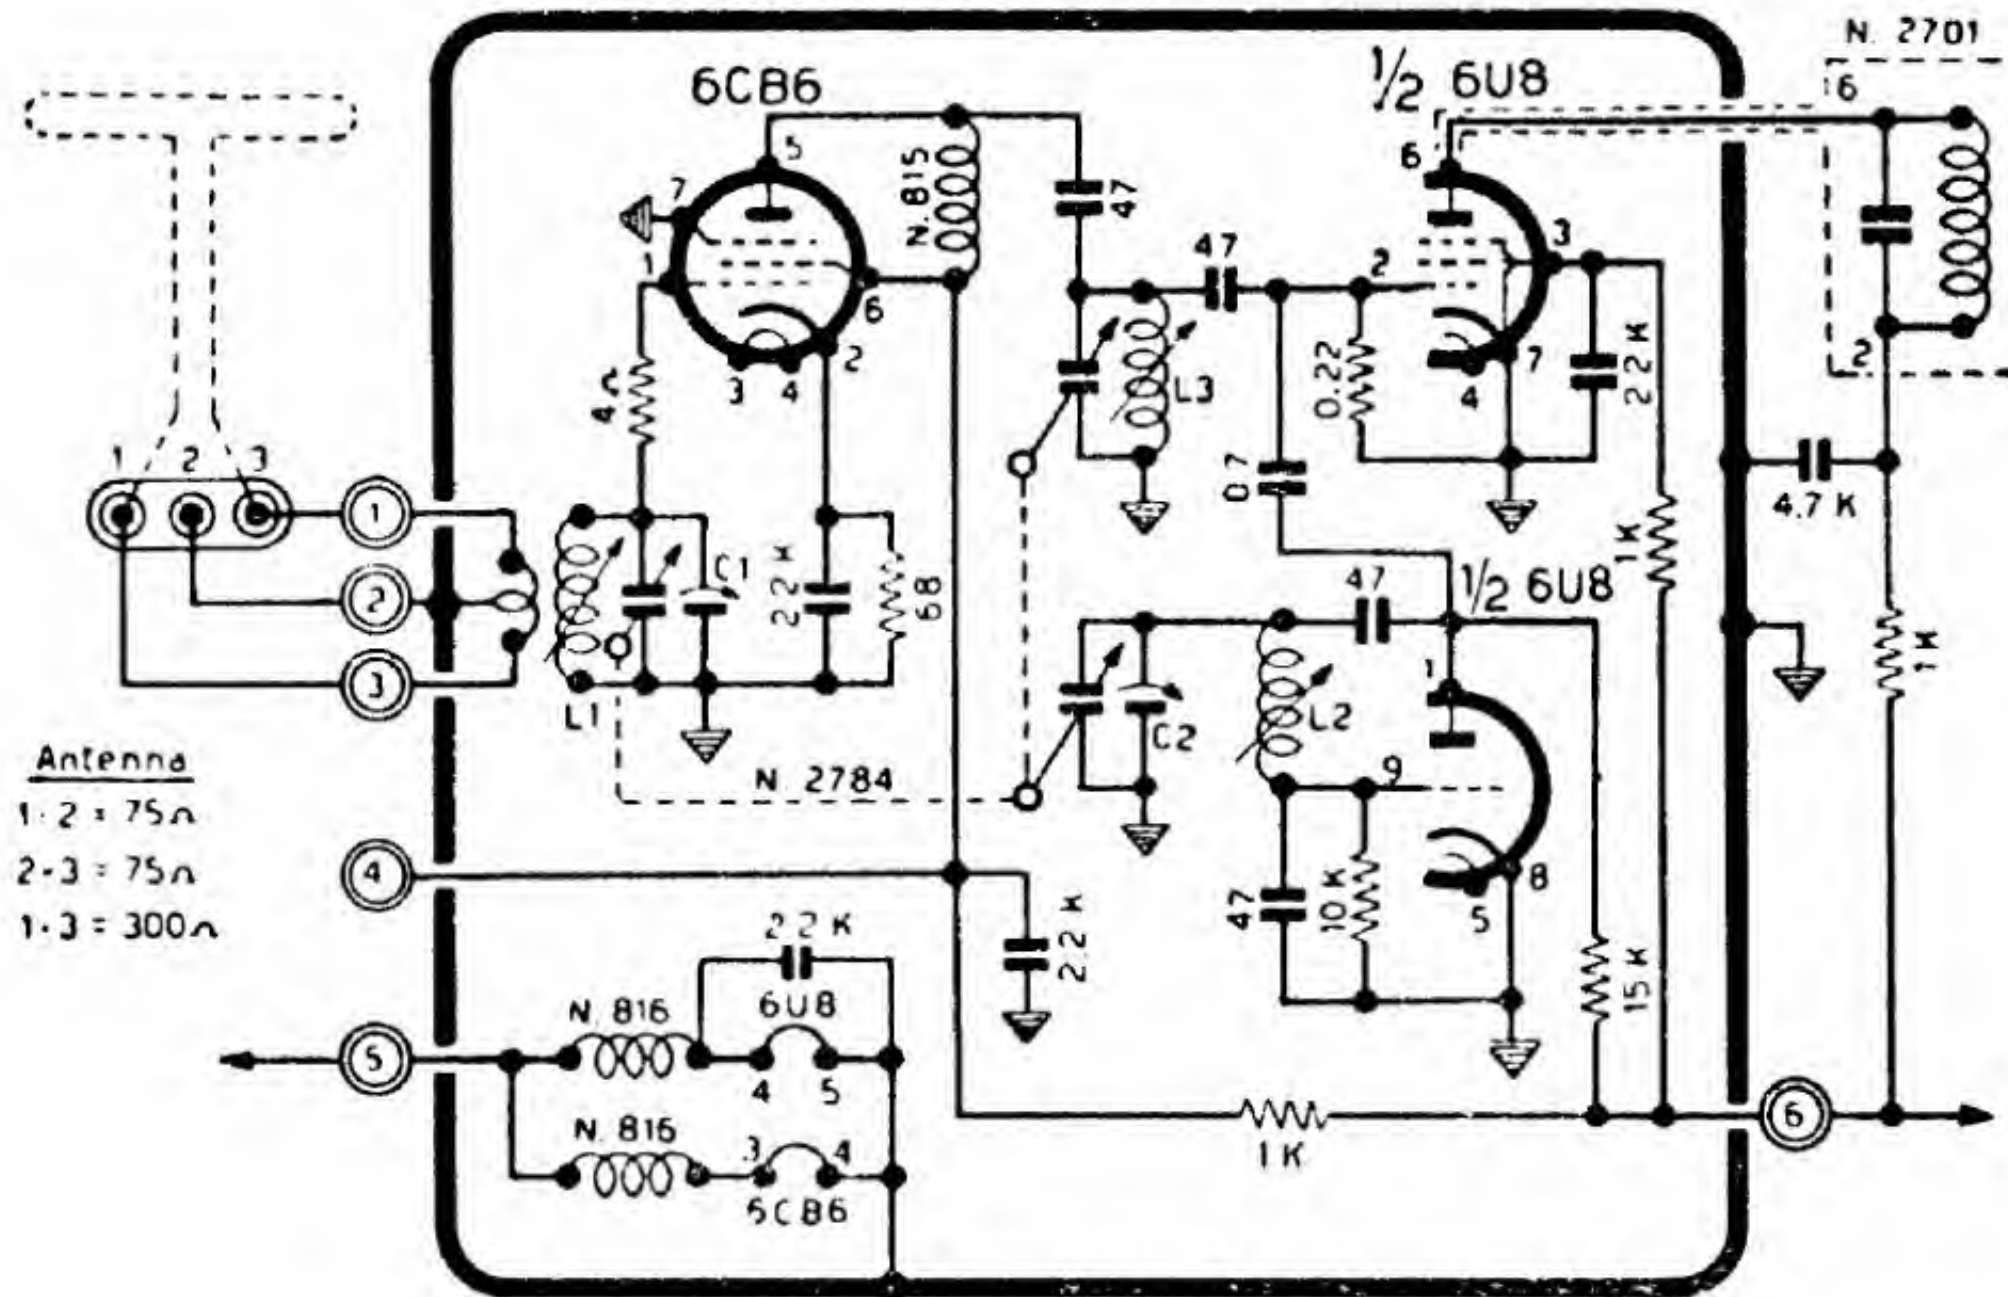 N. 2701
6CB6
1/2 6U8
6
5
6
7
N. 815
47
47
3
1
2
6
2
3
4
2
7
4
L3
0.22
22 K
2
1 2 3
0.7
4.7 K
1
C1
2.2 K
68
47
1/2 6U8
1K
1K
2
1
3
L1
C2
L2
Antenna
1.2 = 75Ω
N. 2784
9
2-3 = 75Ω
4
8
1.3 = 300Ω
47
10 K
5
2.2 K
2.2 K
15 K
N. 816
6U8
5
4 5
N. 816
3 4
6
1K
5CB6